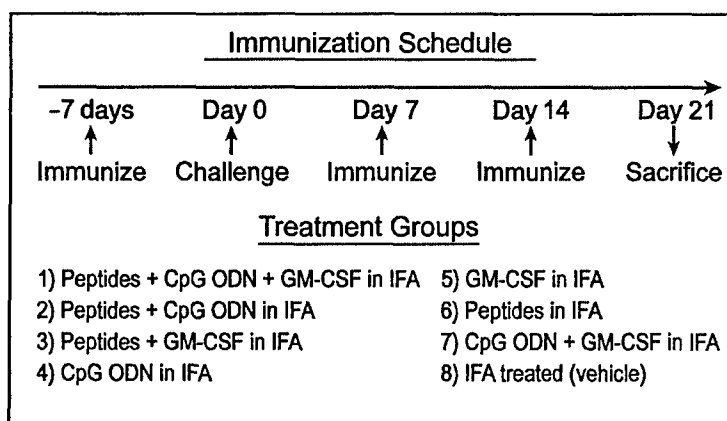 Immunization Schedule
–7 days Day 0 Day 7 Day 14 Day 21
Immunize Challenge Immunize Immunize Sacrifice
Treatment Groups
1) Peptides + CpG ODN + GM-CSF in IFA
2) Peptides + CpG ODN in IFA
3) Peptides + GM-CSF in IFA
4) CpG ODN in IFA
5) GM-CSF in IFA
6) Peptides in IFA
7) CpG ODN + GM-CSF in IFA
8) IFA treated (vehicle)